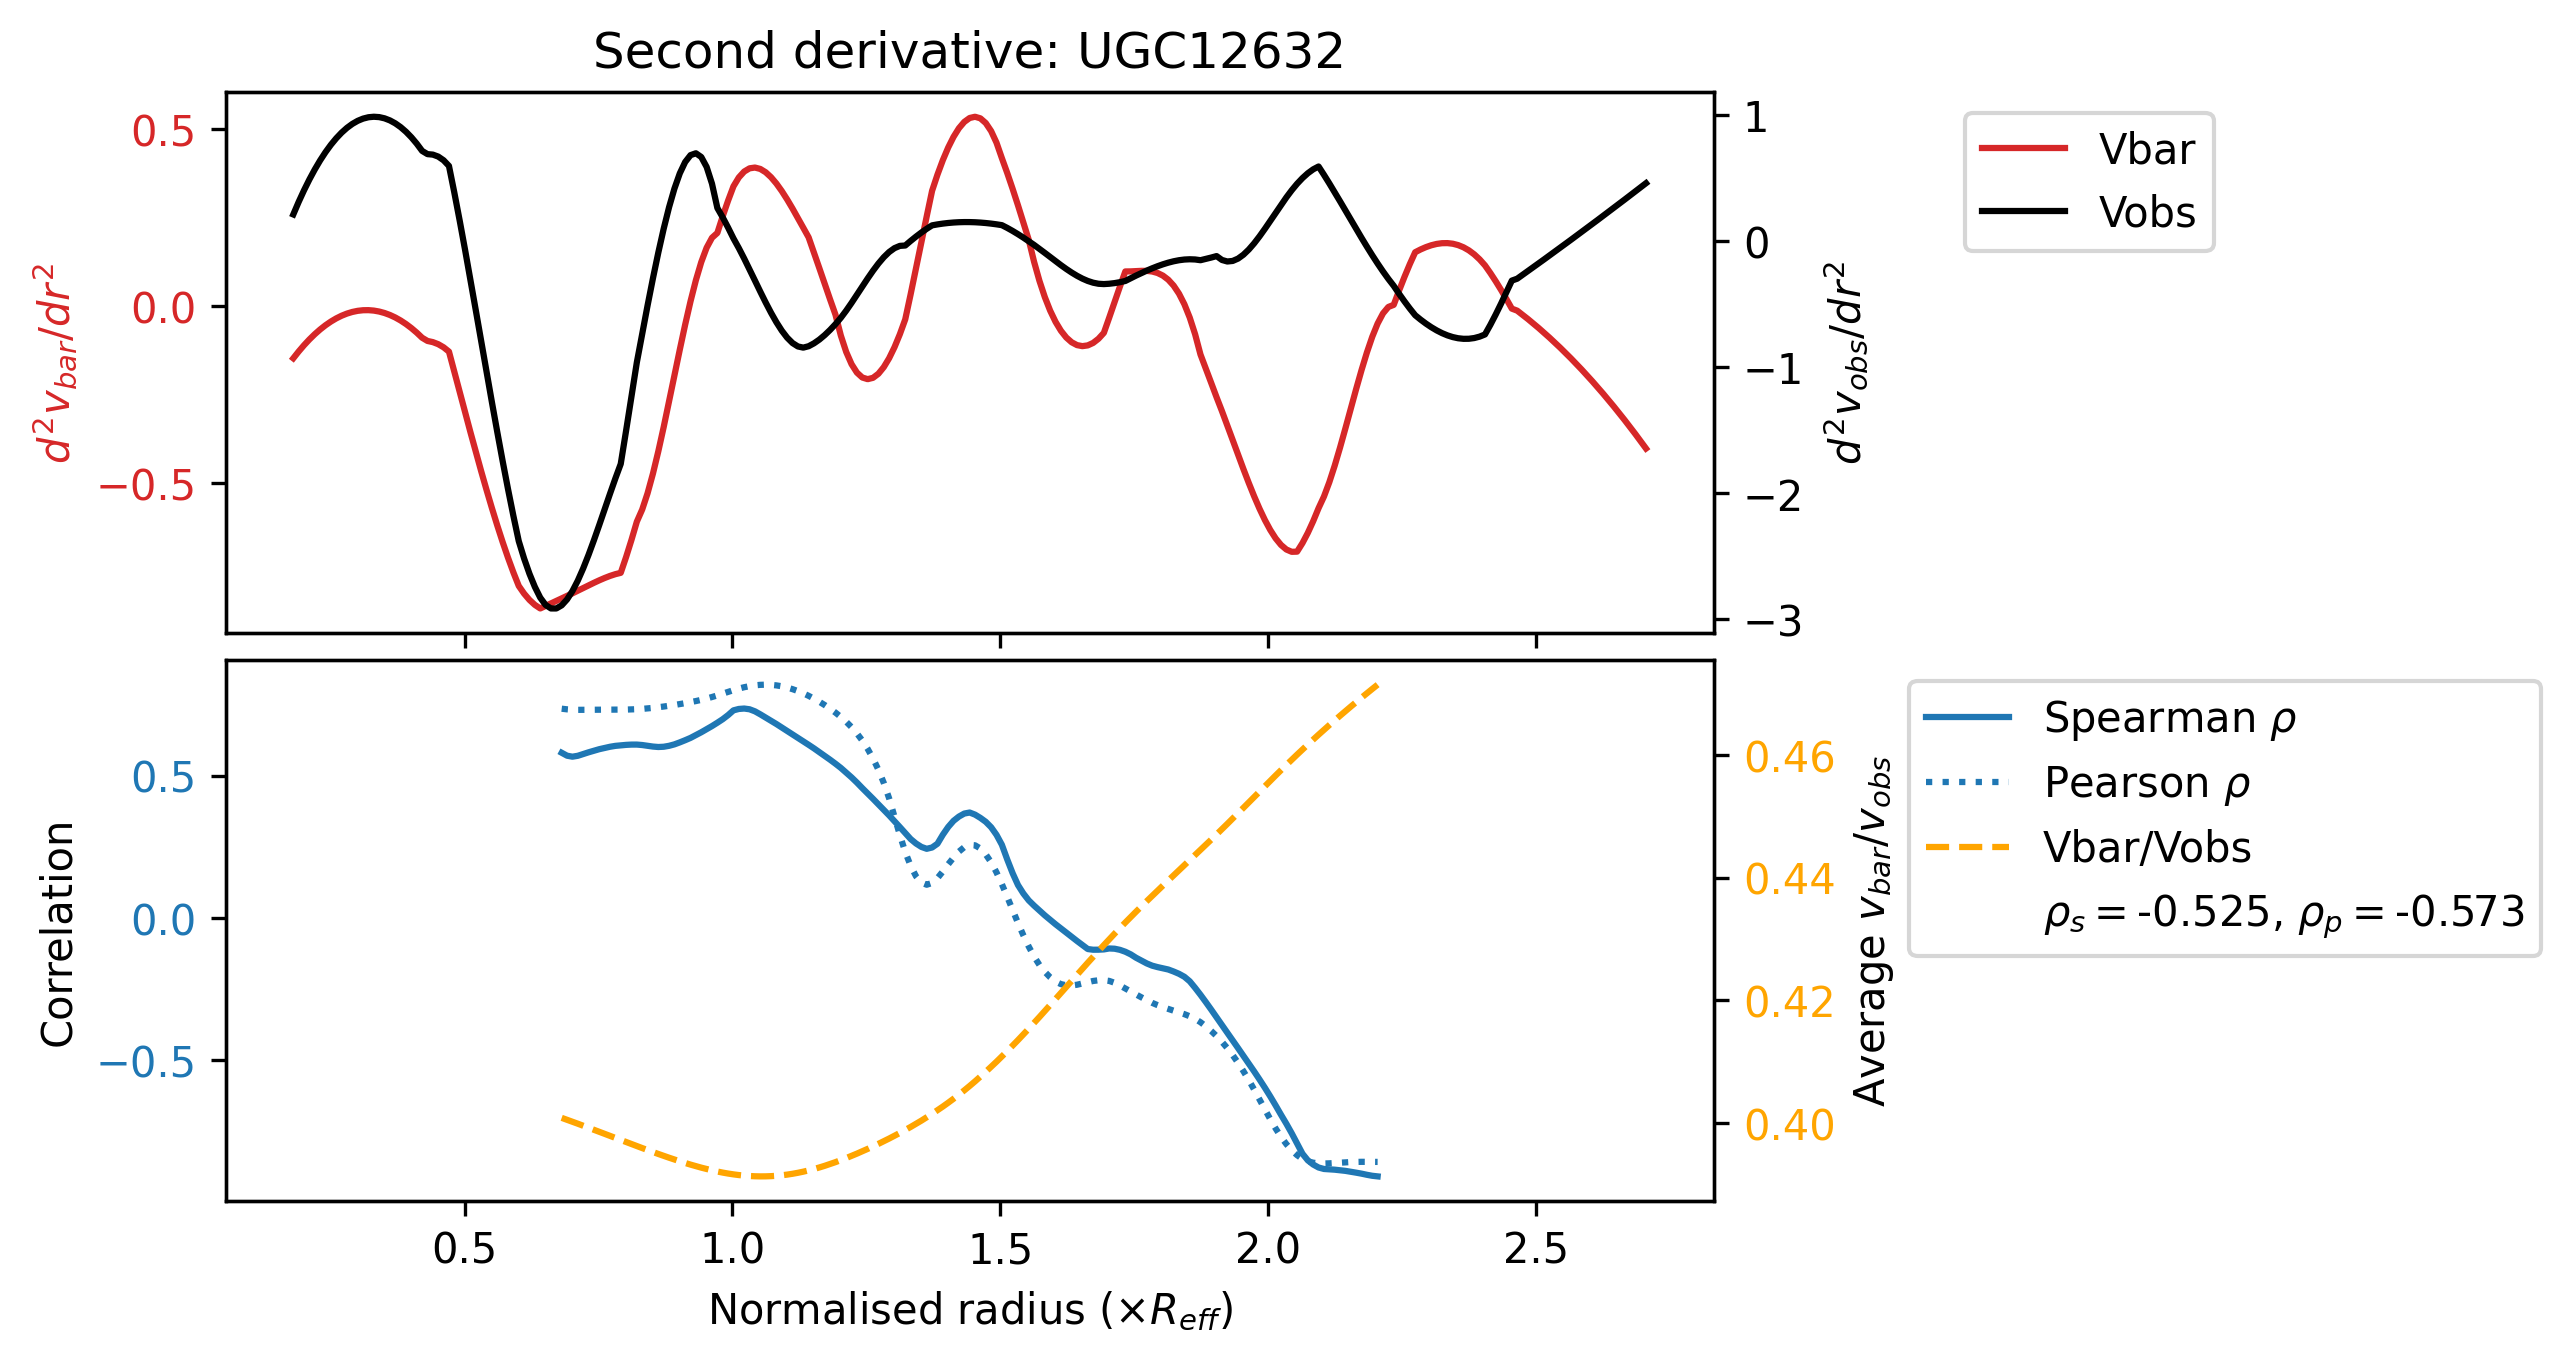 Second derivative: UGC12632
0.5
0.0
−0.5
d²v_bar/dr²
1
0
−1
−2
−3
d²v_obs/dr²
Vbar
Vobs
0.5
0.0
−0.5
Correlation
0.46
0.44
0.42
0.40
Average v_bar/v_obs
Spearman ρ
Pearson ρ
Vbar/Vobs
ρ_s = -0.525, ρ_p = -0.573
0.5 1.0 1.5 2.0 2.5
Normalised radius (×R_eff)